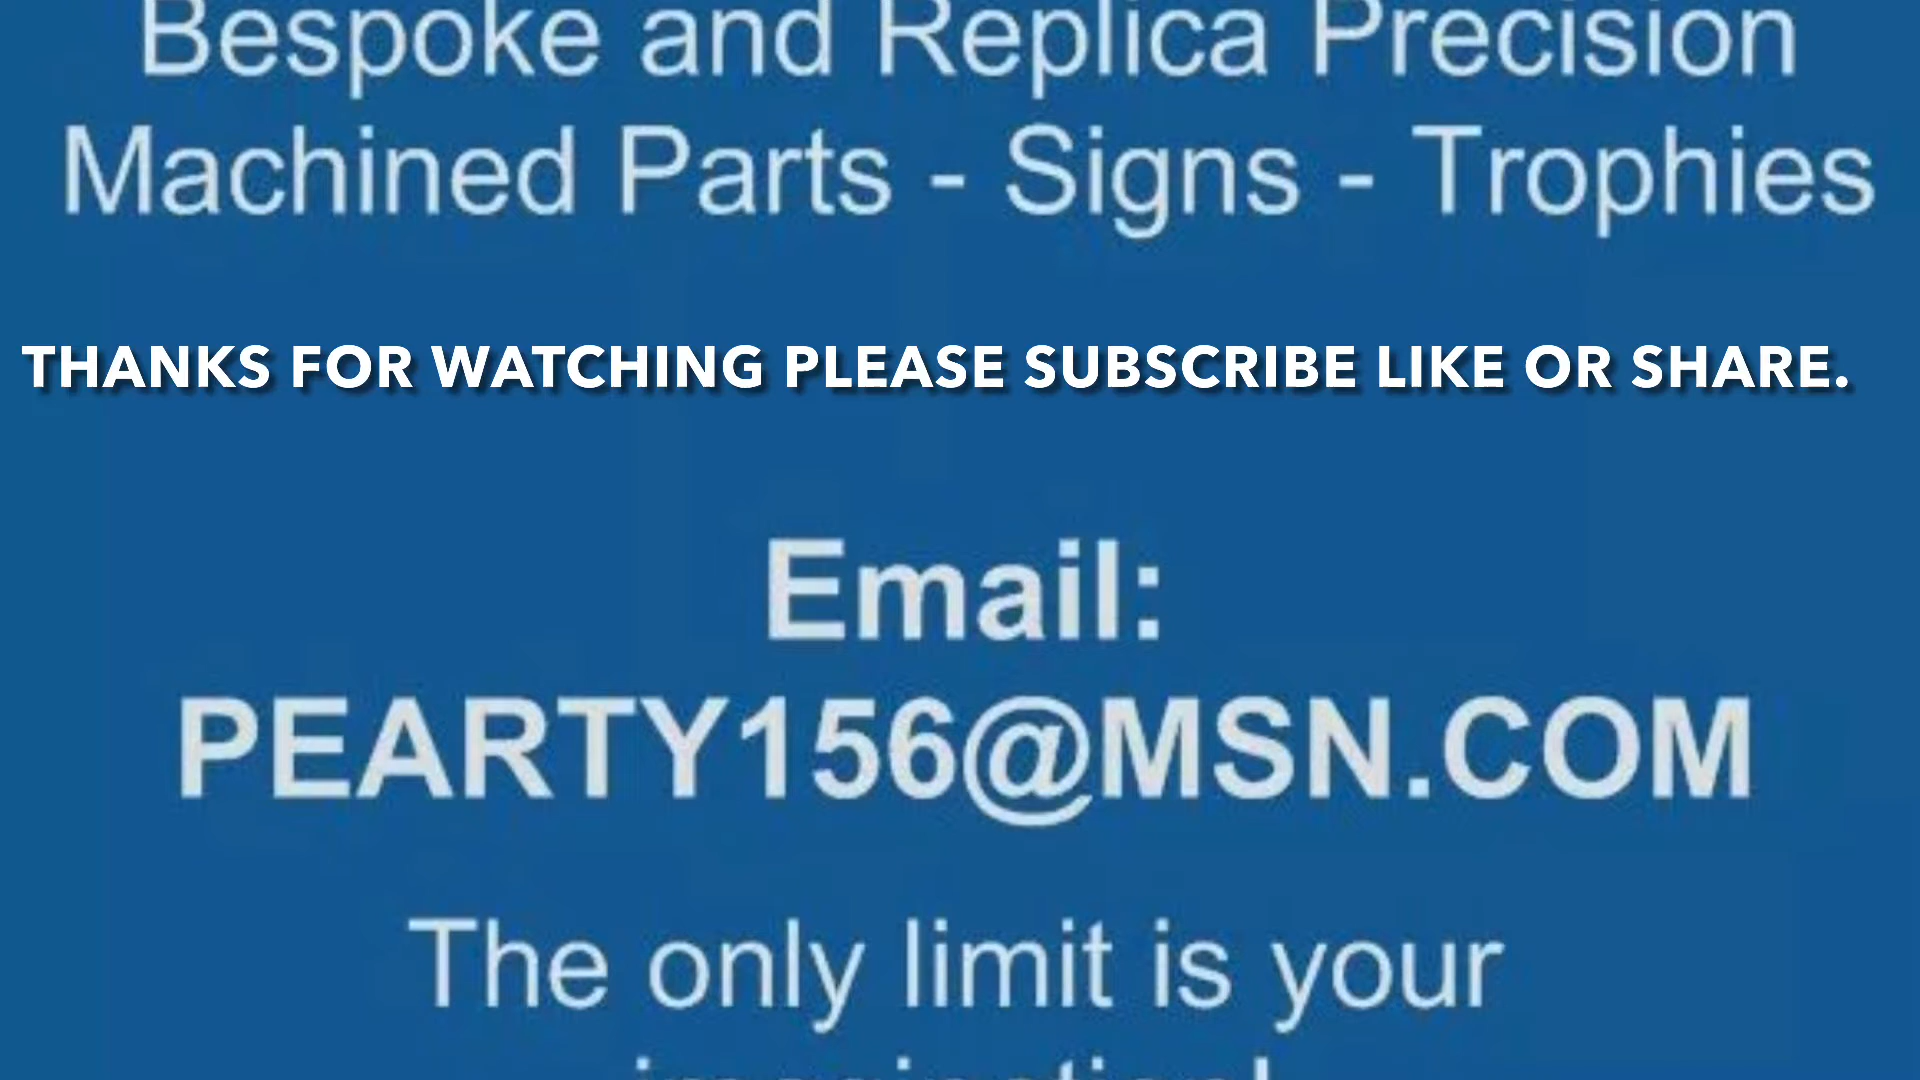 Bespoke and Replica Precision
Machined Parts - Signs - Trophies
THANKS FOR WATCHING PLEASE SUBSCRIBE LIKE OR SHARE.
Email:
PEARTY156@MSN.COM
The only limit is your